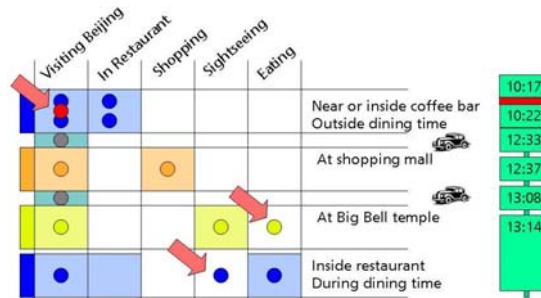 Visiting Beijing
In Restaurant
Shopping
Sightseeing
Eating
Near or inside coffee bar
Outside dining time
At shopping mall
At Big Bell temple
Inside restaurant
During dining time
10:17
10:22
12:33
12:37
13:08
13:14